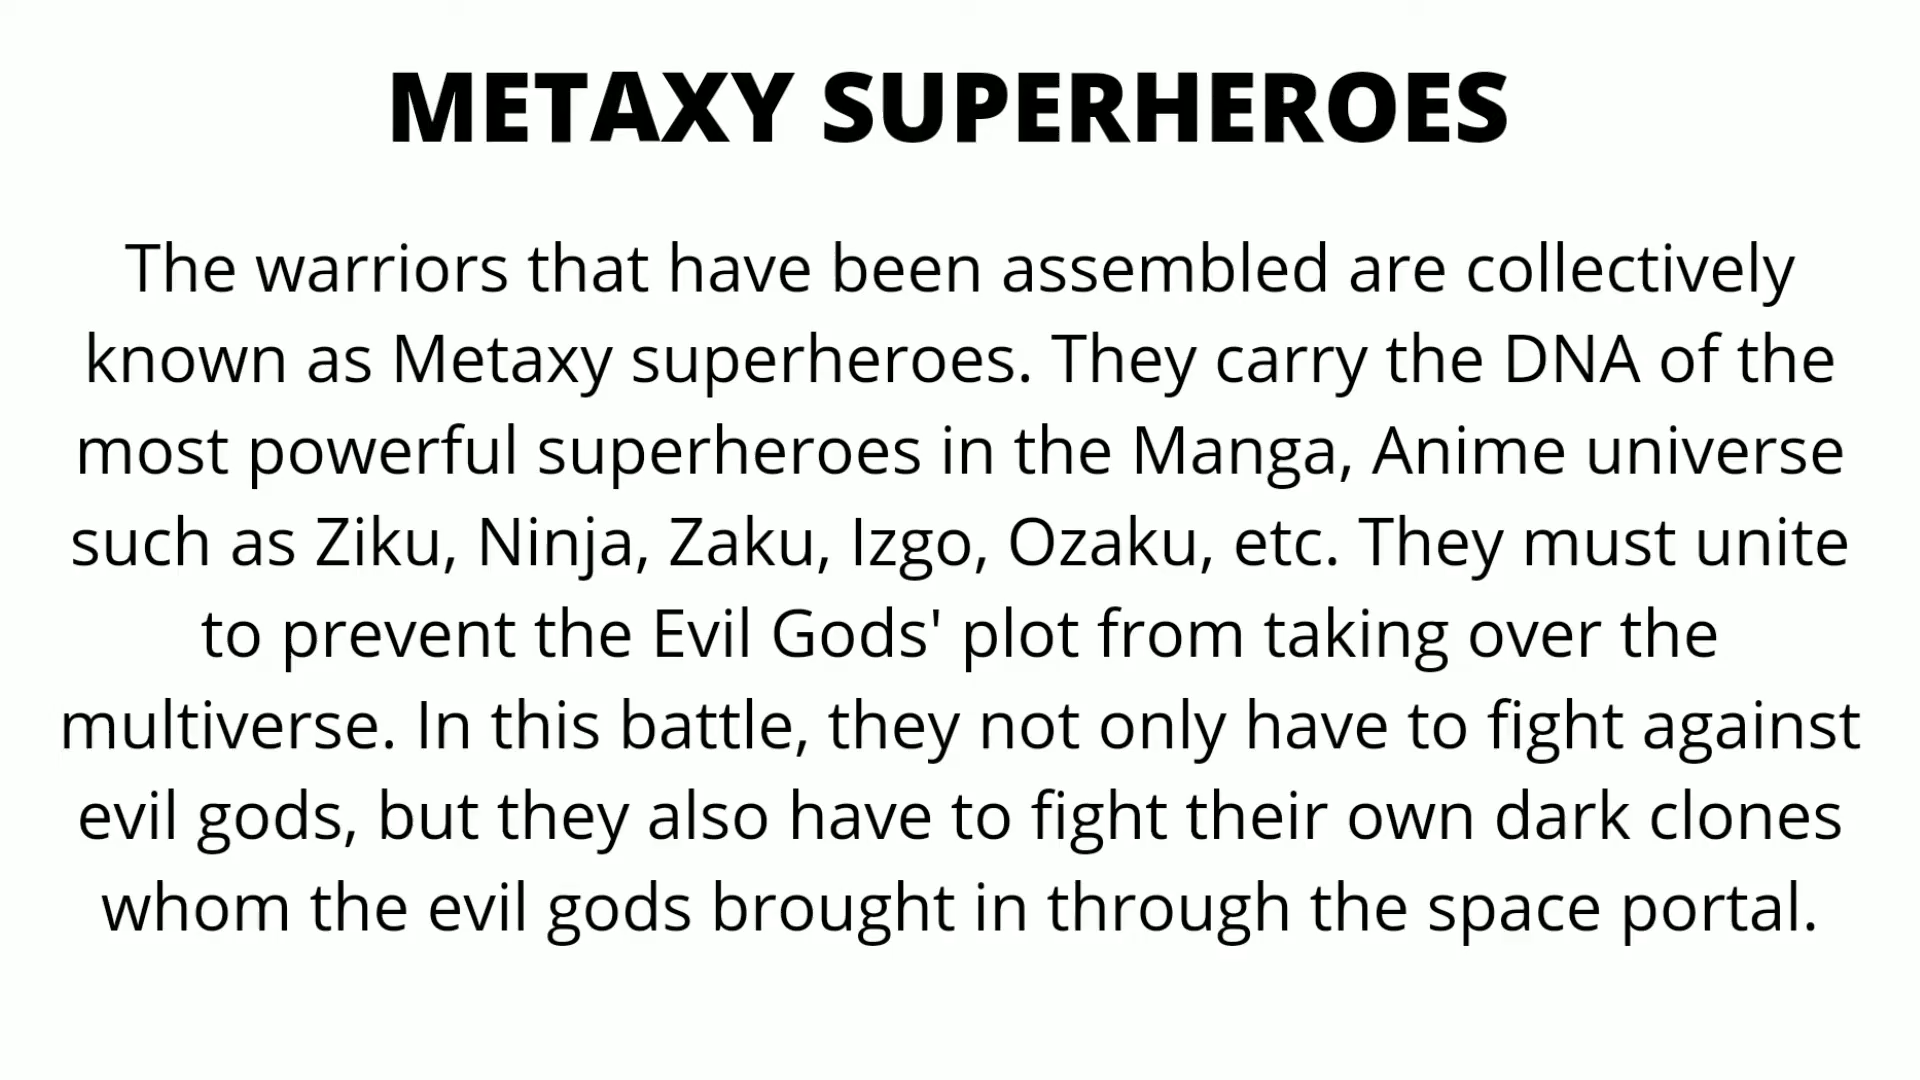 METAXY SUPERHEROES
The warriors that have been assembled are collectively
known as Metaxy superheroes. They carry the DNA of the
most powerful superheroes in the Manga, Anime universe
such as Ziku, Ninja, Zaku, Izgo, Ozaku, etc. They must unite
to prevent the Evil Gods' plot from taking over the
multiverse. In this battle, they not only have to fight against
evil gods, but they also have to fight their own dark clones
whom the evil gods brought in through the space portal.